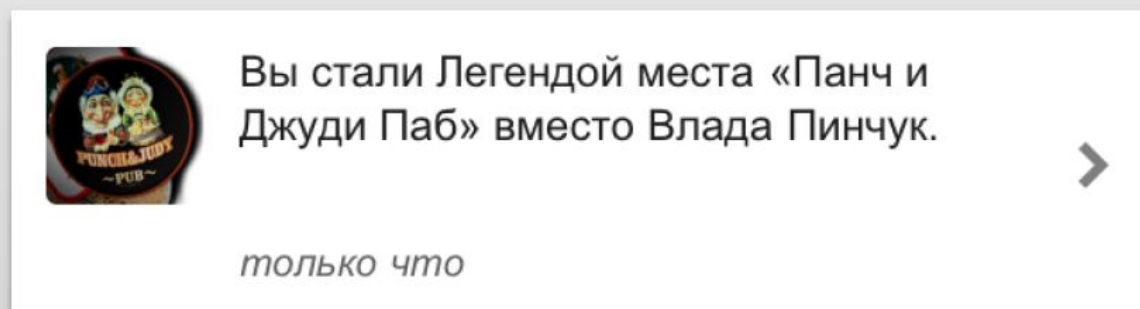 Вы стали Легендой места «Панч и
Джуди Паб» вместо Влада Пинчук.
PUNCH&JUDY
~PUB~
только что